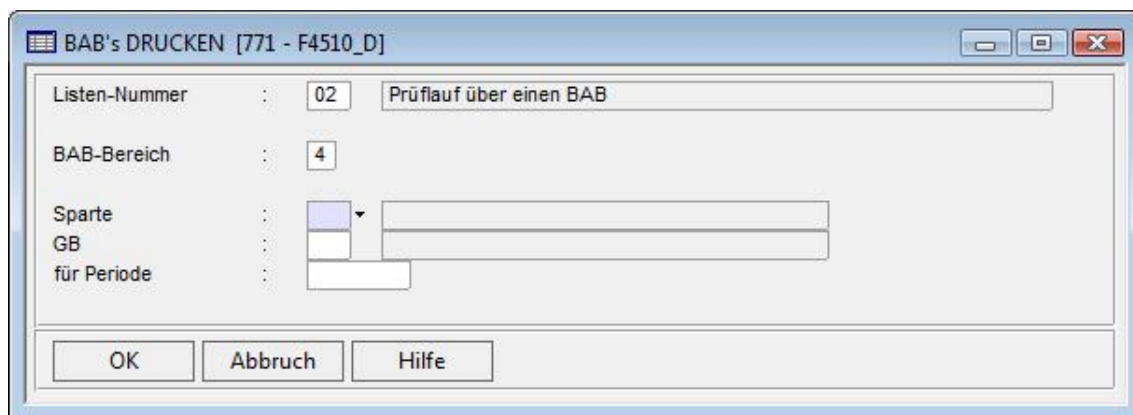 BAB's DRUCKEN [771 - F4510_D]
Listen-Nummer : 02 Prüflauf über einen BAB
BAB-Bereich : 4
Sparte :
GB :
für Periode :
OK Abbruch Hilfe